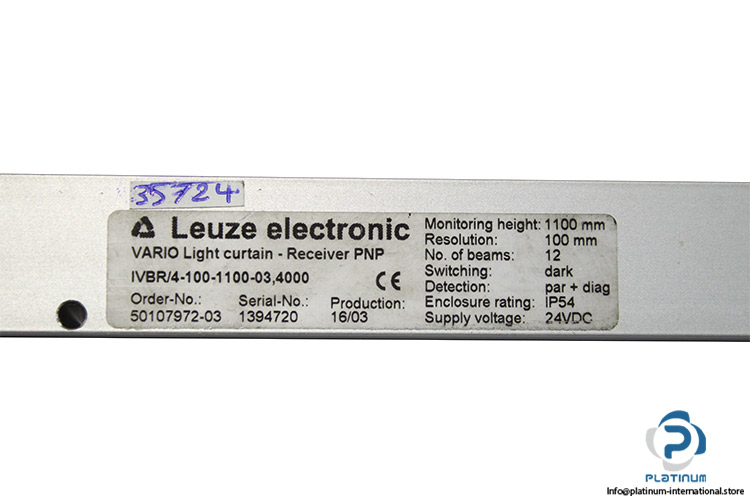 35724
Leuze electronic
VARIO Light curtain - Receiver PNP
IVBR/4-100-1100-03,4000
CE
Order-No.: Serial-No.: Production:
50107972-03 1394720 16/03
Monitoring height: 1100 mm
Resolution: 100 mm
No. of beams: 12
Switching: dark
Detection: par + diag
Enclosure rating: IP54
Supply voltage: 24VDC
PLATINUM
Info@platinum-international.store